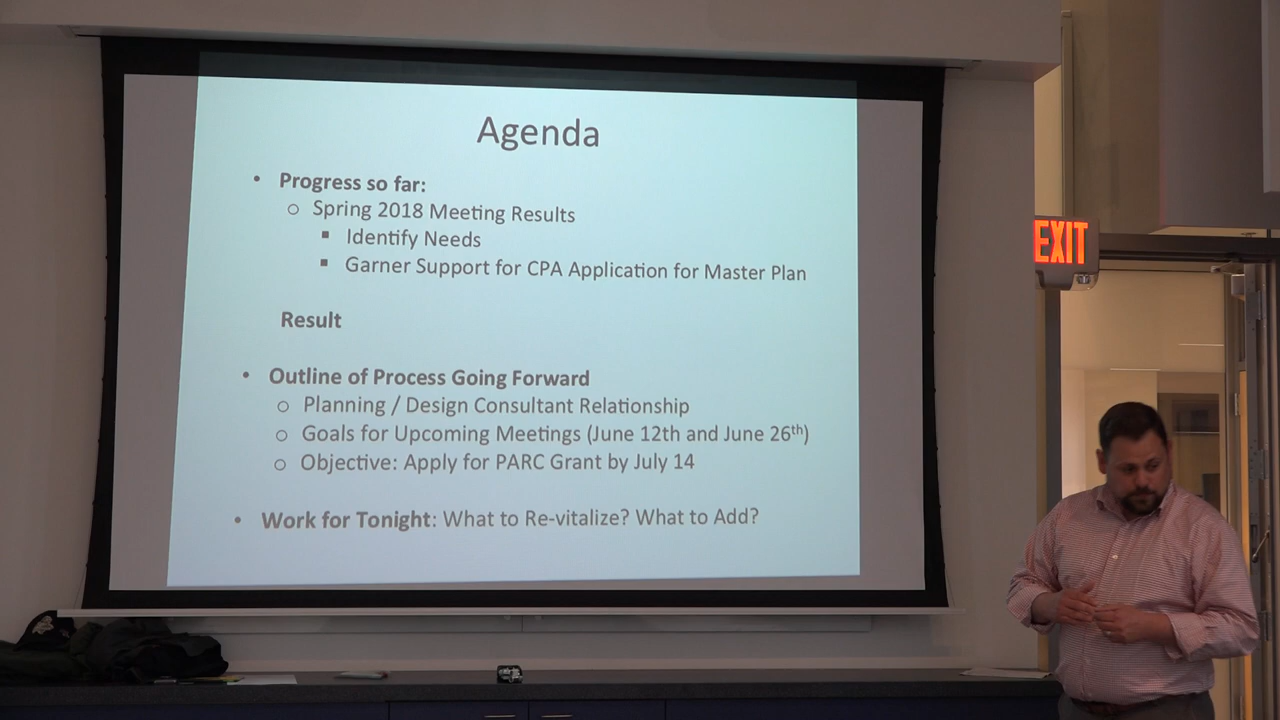 Agenda
• Progress so far:
○ Spring 2018 Meeting Results
▪ Identify Needs
▪ Garner Support for CPA Application for Master Plan
Result
• Outline of Process Going Forward
○ Planning / Design Consultant Relationship
○ Goals for Upcoming Meetings (June 12th and June 26th)
○ Objective: Apply for PARC Grant by July 14
• Work for Tonight: What to Re-vitalize? What to Add?
EXIT